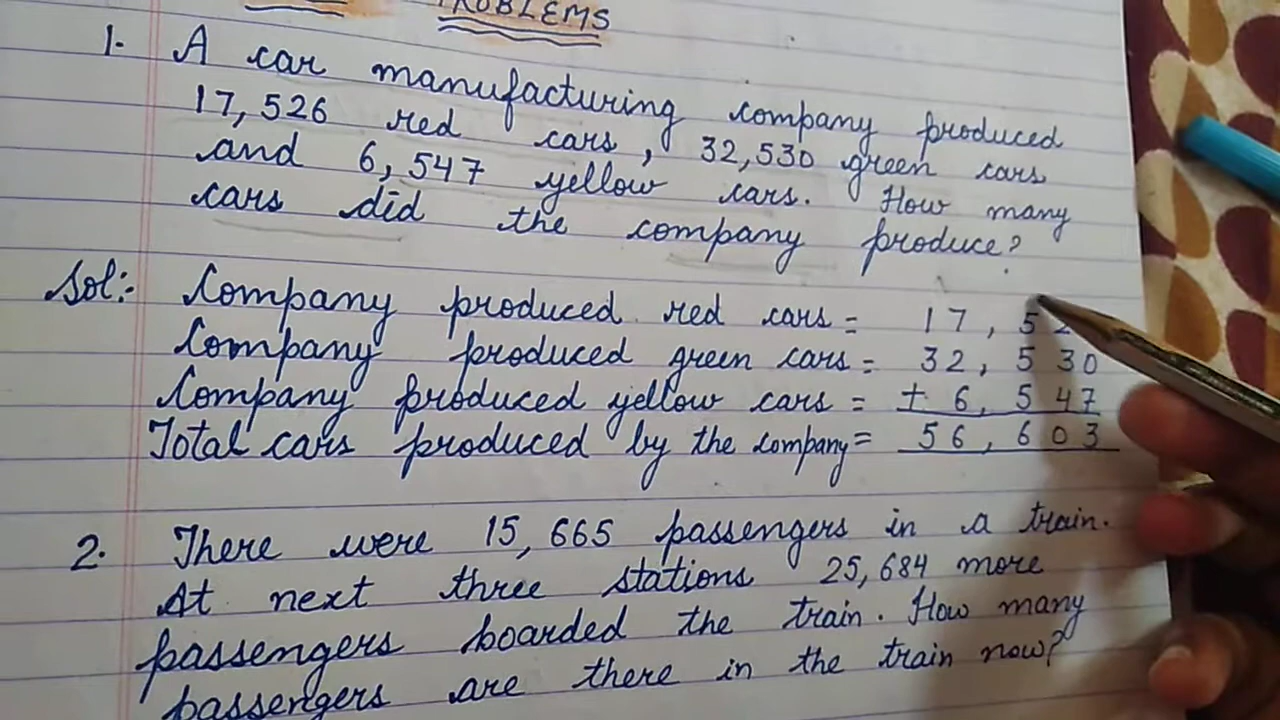 PROBLEMS
1. A car manufacturing company produced
17,526 red cars, 32,530 green cars
and 6,547 yellow cars. How many
cars did the company produce?
Sol:- Company produced red cars = 17,52
Company produced green cars = 32,530
Company produced yellow cars = + 6,547
Total cars produced by the company = 56,603
2. There were 15,665 passengers in a train.
At next three stations 25,684 more
passengers boarded the train. How many
passengers are there in the train now?